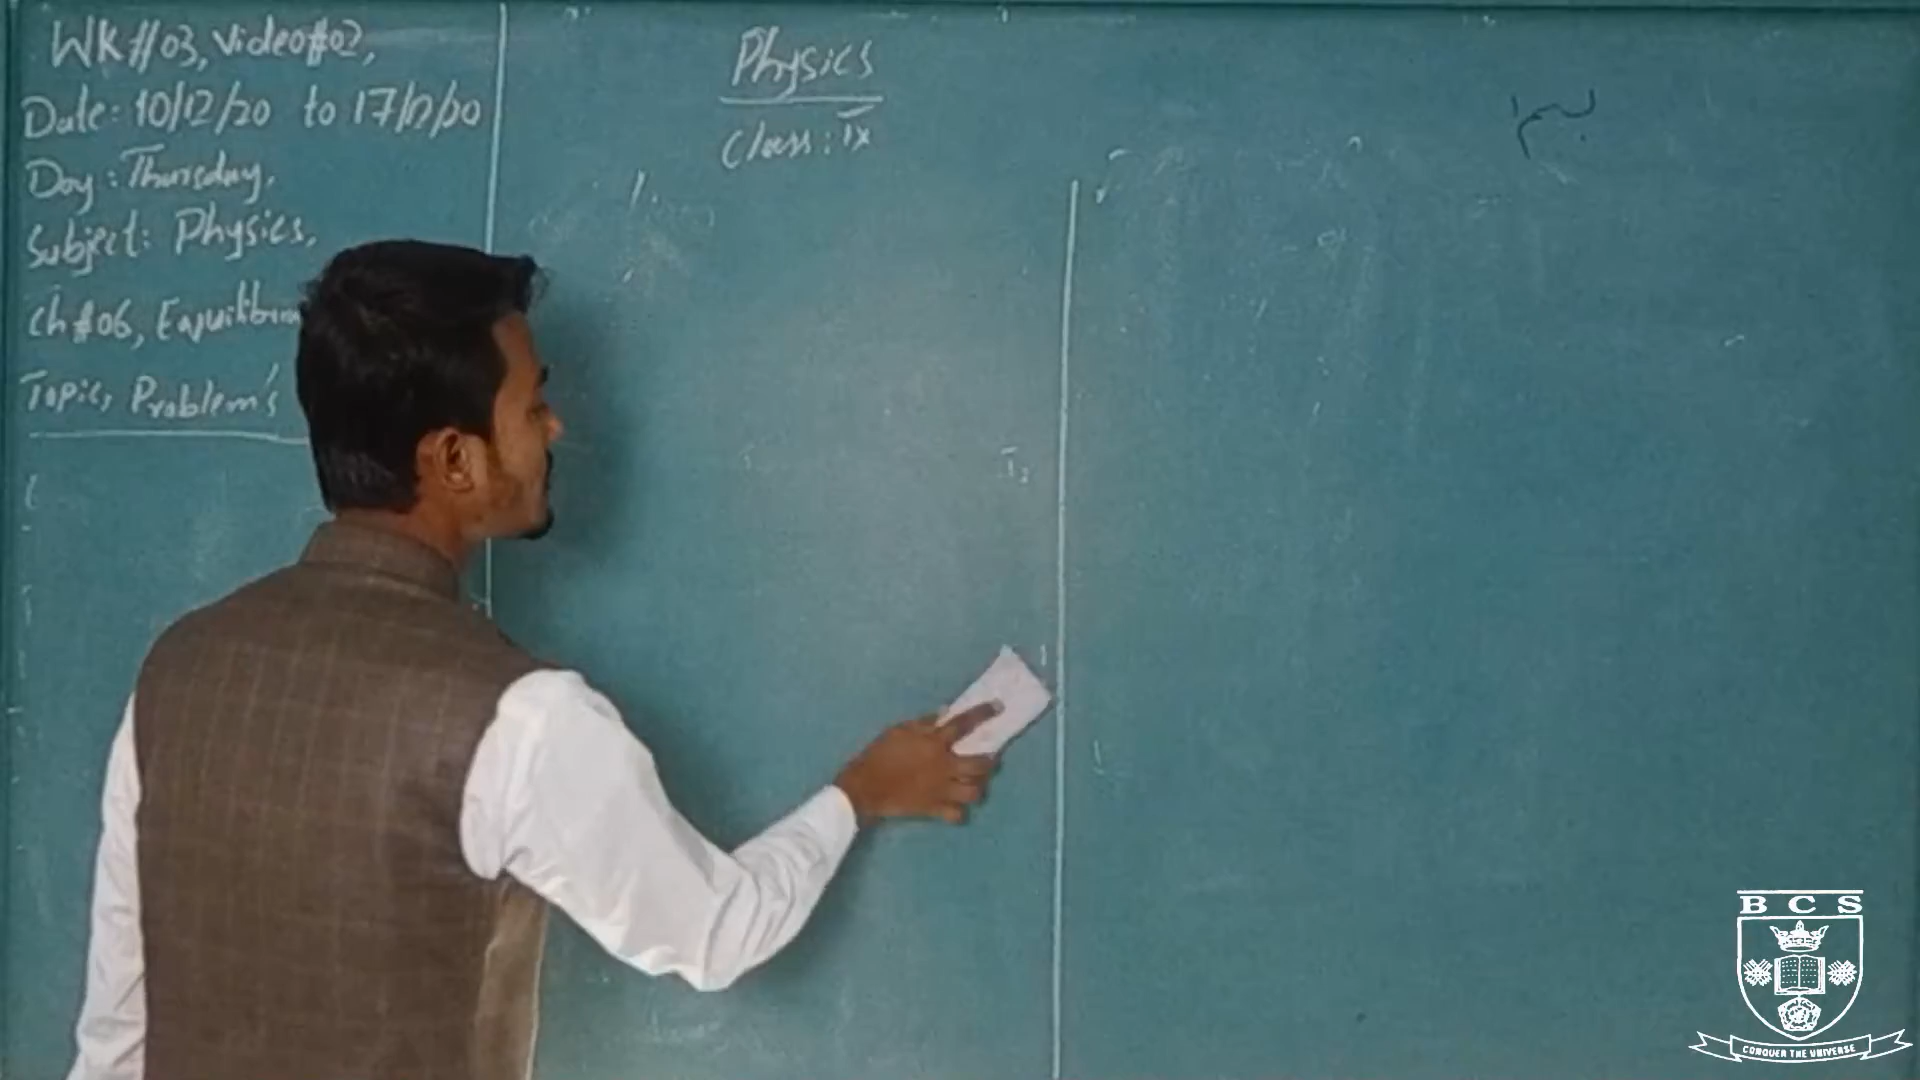 WK#03, Video#02,
Date: 10/12/20 to 17/12/20
Day: Thursday,
Subject: Physics,
Ch#06, Equilibrium
Topic, Problem's
Physics
Class: IX
T₂
B C S
CONQUER THE UNIVERSE